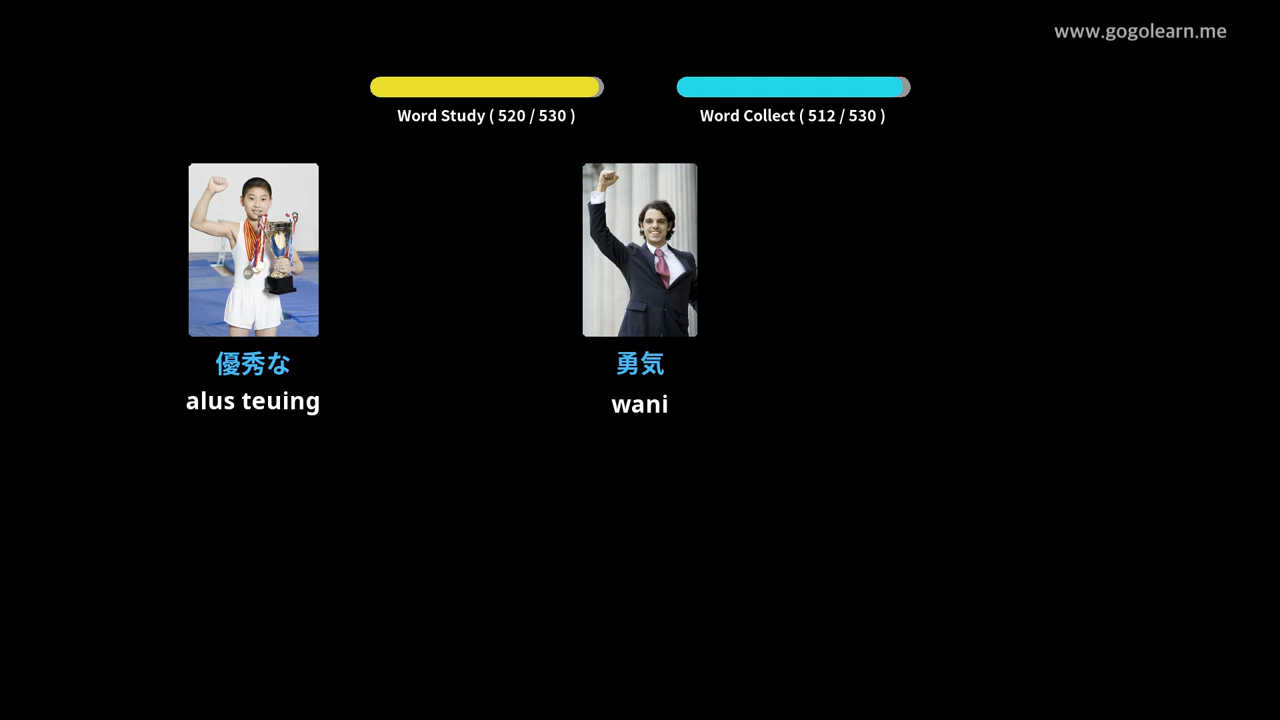 www.gogolearn.me
Word Study ( 520 / 530 )
Word Collect ( 512 / 530 )
優秀な
alus teuing
勇気
wani